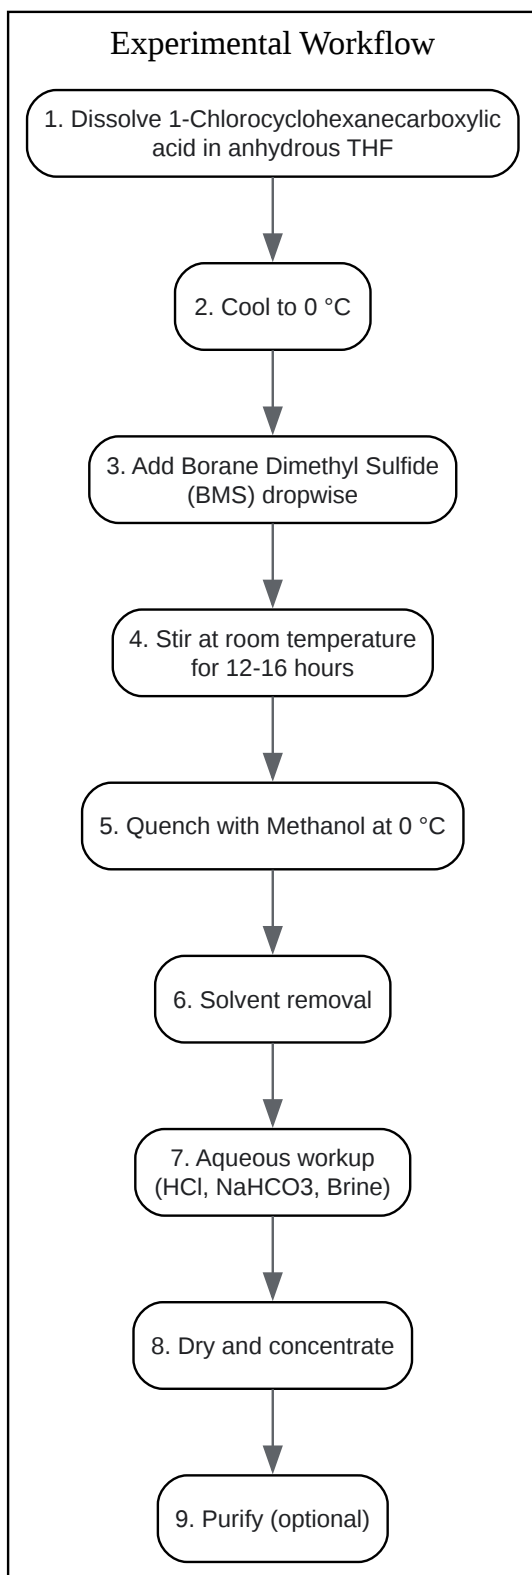 Experimental Workflow
1. Dissolve 1-Chlorocyclohexanecarboxylic
acid in anhydrous THF
2. Cool to 0 °C
3. Add Borane Dimethyl Sulfide
(BMS) dropwise
4. Stir at room temperature
for 12-16 hours
5. Quench with Methanol at 0 °C
6. Solvent removal
7. Aqueous workup
(HCl, NaHCO3, Brine)
8. Dry and concentrate
9. Purify (optional)